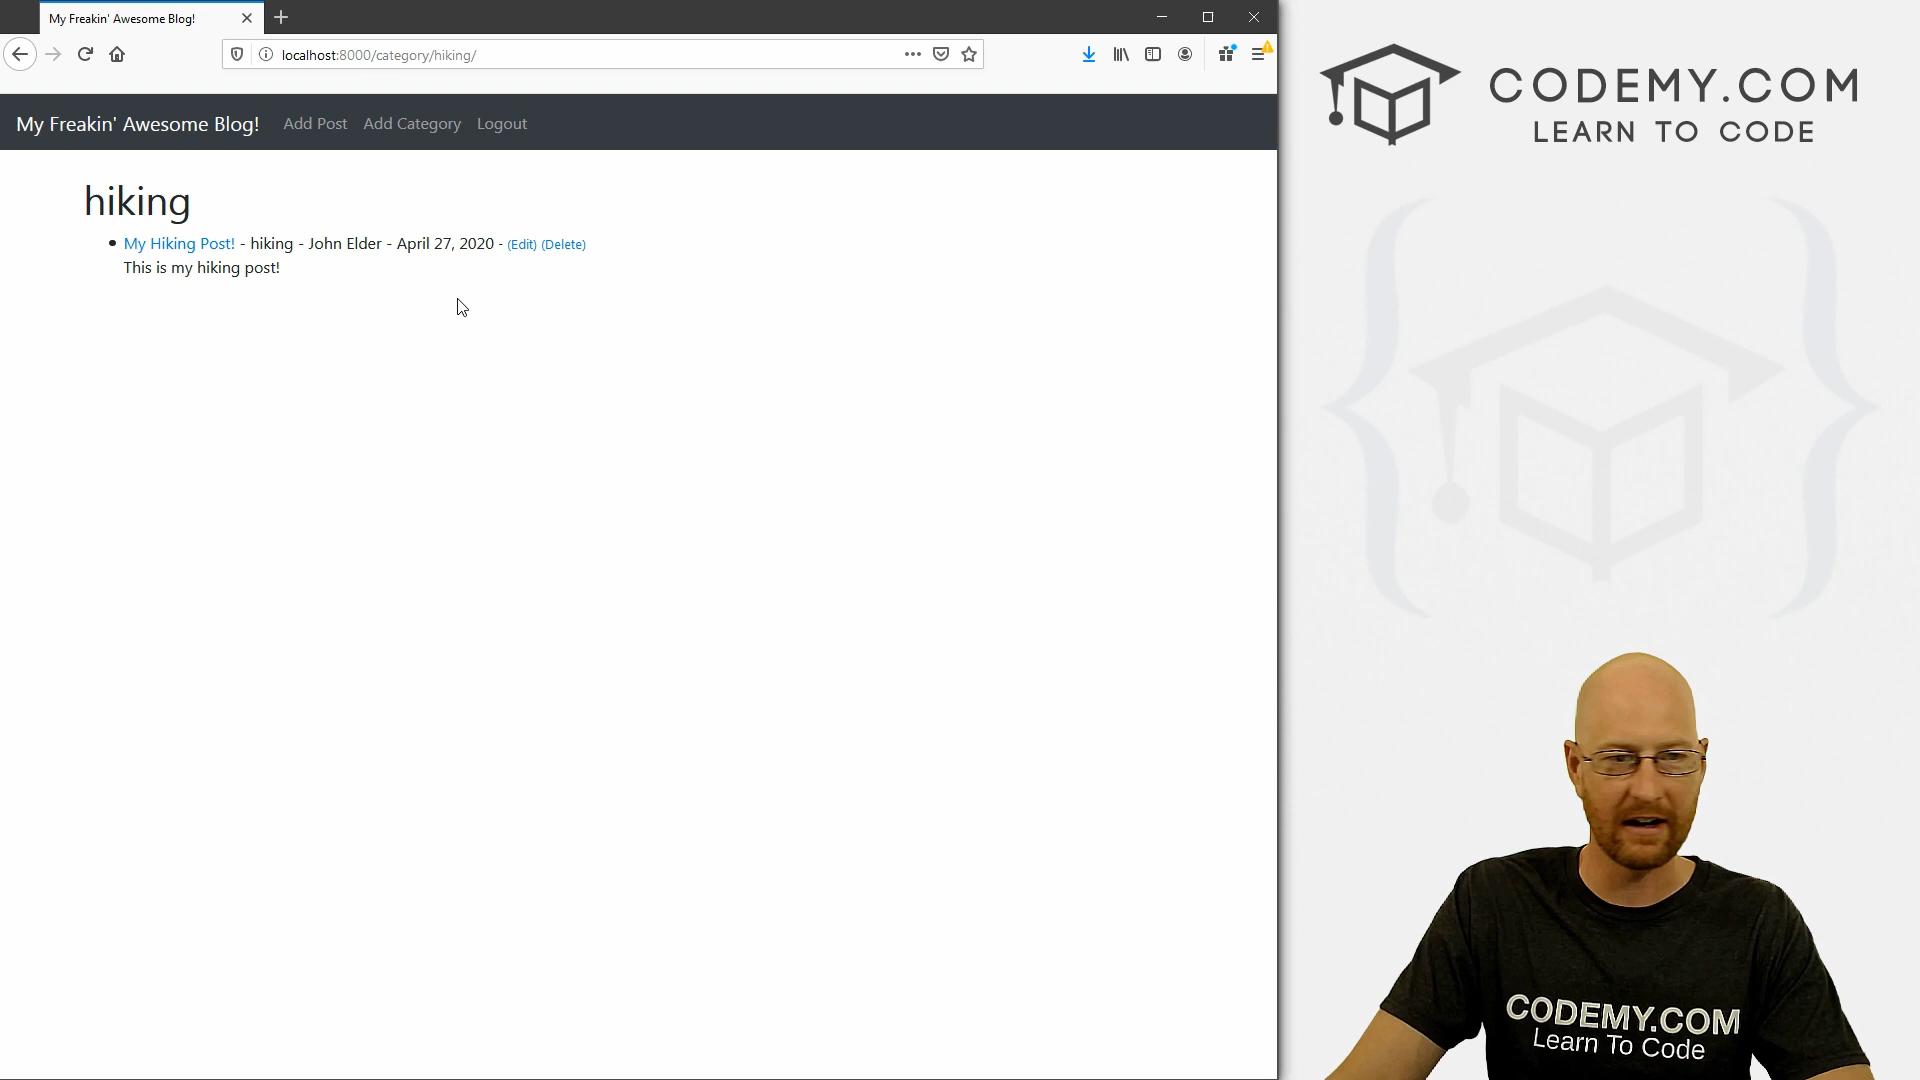 My Freakin' Awesome Blog!
localhost:8000/category/hiking/
My Freakin' Awesome Blog! Add Post Add Category Logout
hiking
My Hiking Post! - hiking - John Elder - April 27, 2020 - (Edit) (Delete)
This is my hiking post!
CODEMY.COM
LEARN TO CODE
CODEMY.COM
Learn To Code